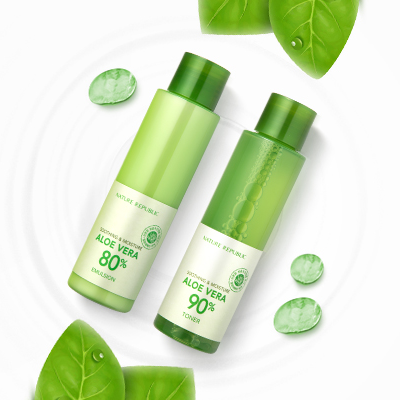 NATURE REPUBLIC
SOOTHING & MOISTURE
ALOE VERA
80%
EMULSION
NATURE REPUBLIC
SOOTHING & MOISTURE
ALOE VERA
90%
TONER